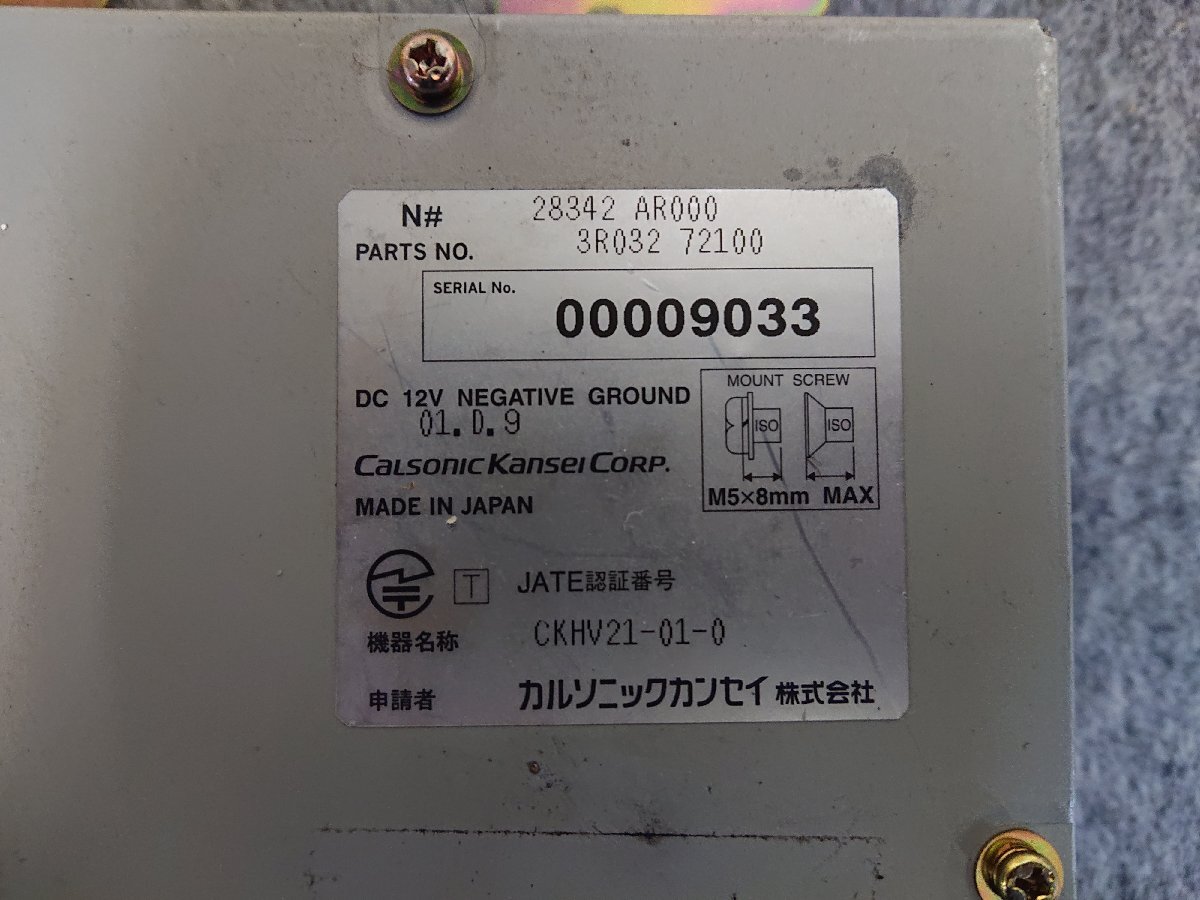 N# 28342 AR000
PARTS NO. 3R032 72100
SERIAL No.
00009033
DC 12V NEGATIVE GROUND
01.D.9
CALSONIC KANSEI CORP.
MADE IN JAPAN
MOUNT SCREW
ISO ISO
M5×8mm MAX
T JATE認証番号
機器名称 CKHV21-01-0
申請者 カルソニックカンセイ株式会社